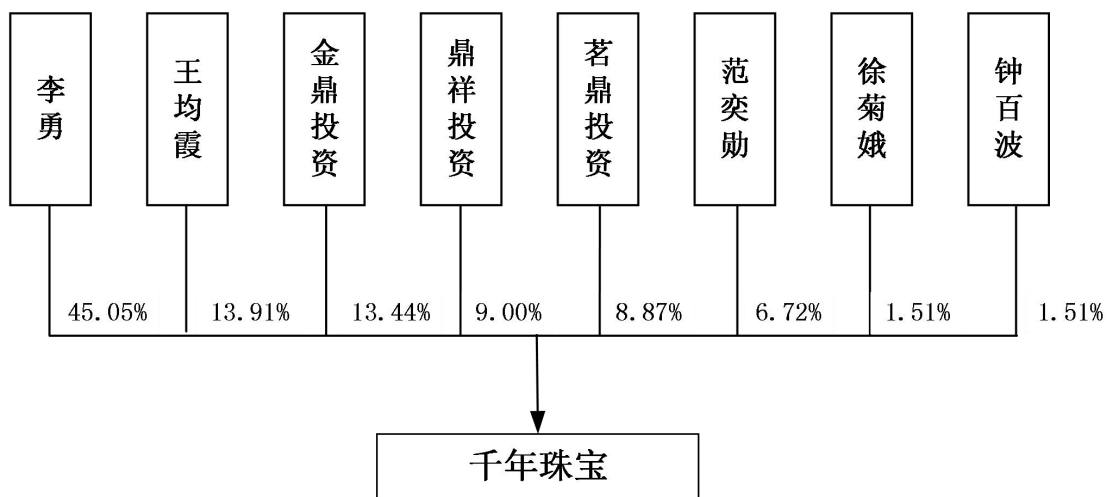 李勇
王均霞
金鼎投资
鼎祥投资
茗鼎投资
范奕勋
徐菊娥
钟百波
45.05%
13.91%
13.44%
9.00%
8.87%
6.72%
1.51%
1.51%
千年珠宝